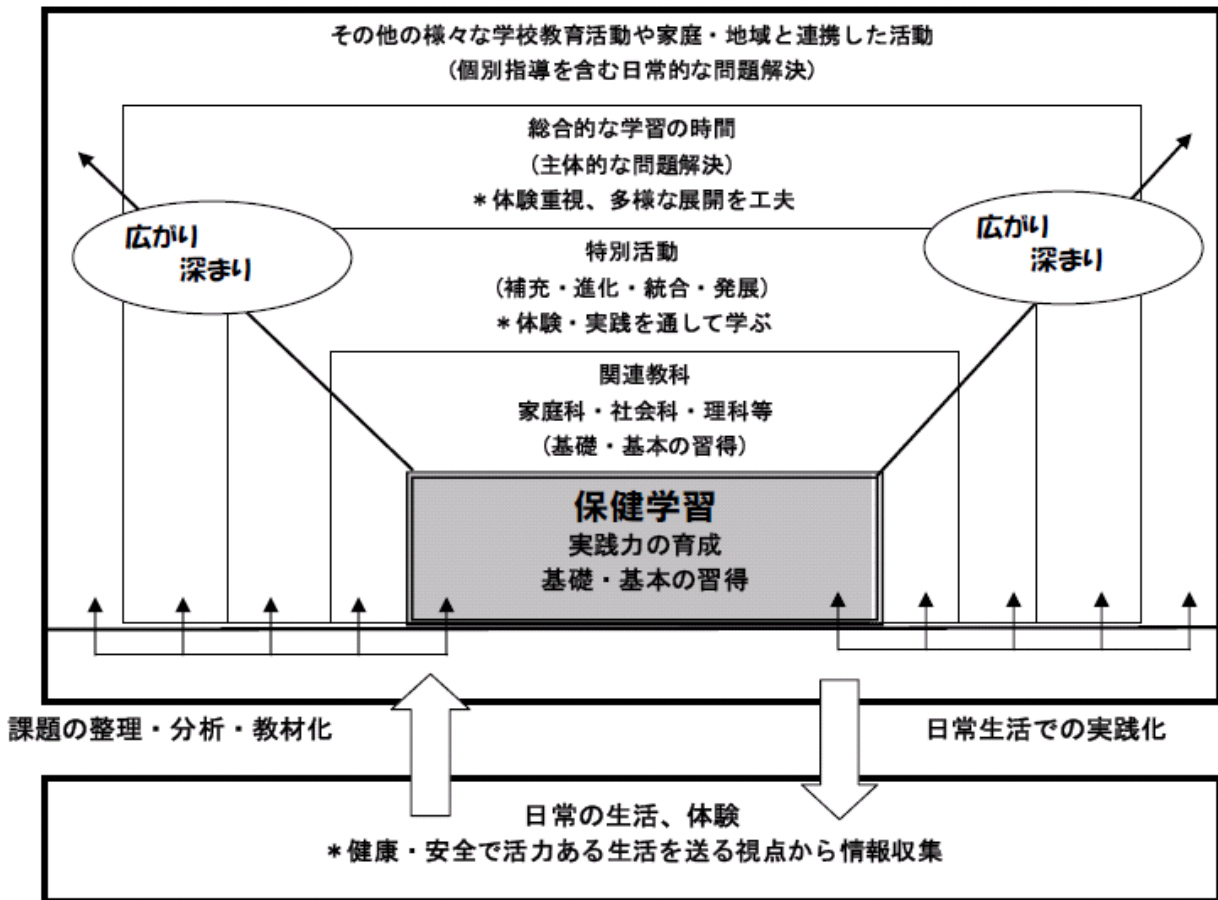 その他の様々な学校教育活動や家庭・地域と連携した活動
(個別指導を含む日常的な問題解決)
総合的な学習の時間
(主体的な問題解決)
*体験重視、多様な展開を工夫
広がり
深まり
広がり
深まり
特別活動
(補充・進化・統合・発展)
*体験・実践を通して学ぶ
関連教科
家庭科・社会科・理科等
(基礎・基本の習得)
保健学習
実践力の育成
基礎・基本の習得
課題の整理・分析・教材化
日常生活での実践化
日常の生活、体験
*健康・安全で活力ある生活を送る視点から情報収集